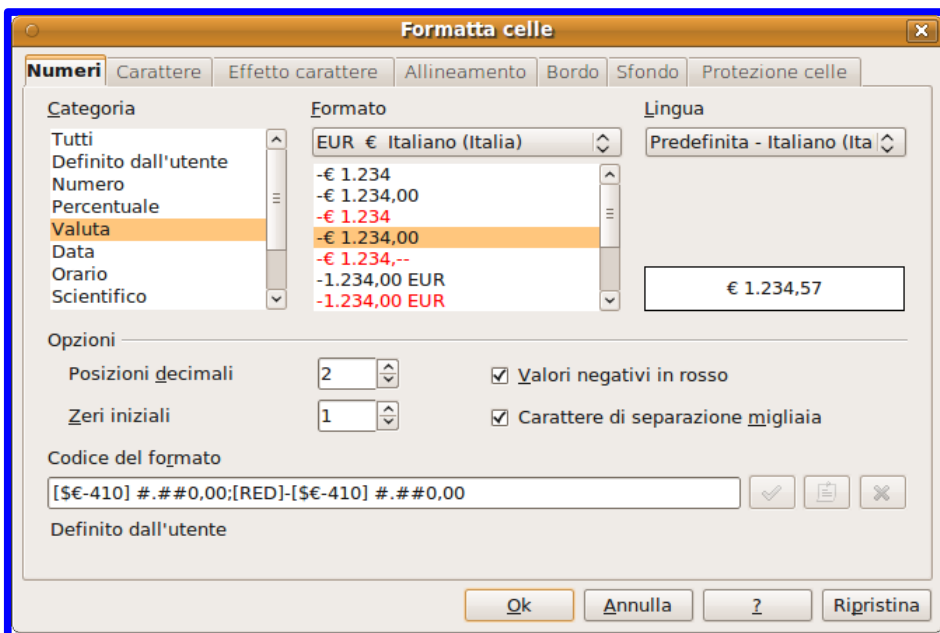 Formatta celle
Numeri Carattere Effetto carattere Allineamento Bordo Sfondo Protezione celle
Categoria
Tutti
Definito dall'utente
Numero
Percentuale
Valuta
Data
Orario
Scientifico
Formato
EUR € Italiano (Italia)
-€ 1.234
-€ 1.234,00
-€ 1.234
-€ 1.234,00
-€ 1.234,--
-1.234,00 EUR
-1.234,00 EUR
Lingua
Predefinita - Italiano (Ita
€ 1.234,57
Opzioni
Posizioni decimali 2
Valori negativi in rosso
Zeri iniziali 1
Carattere di separazione migliaia
Codice del formato
[$€-410] #.##0,00;[RED]-[$€-410] #.##0,00
Definito dall'utente
Ok Annulla ? Ripristina